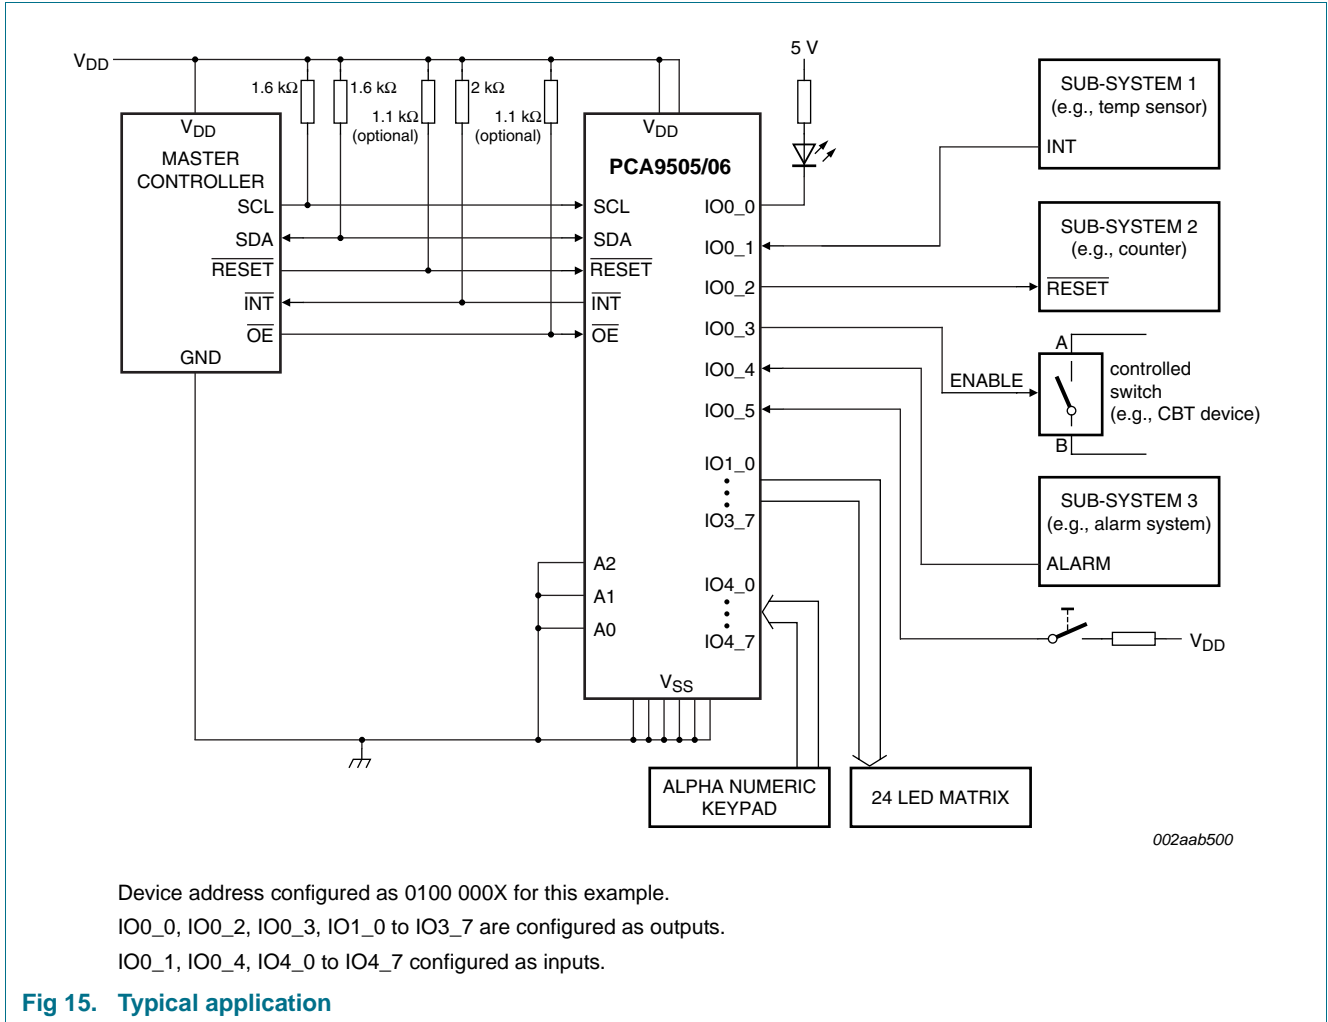 5 V
VDD
1.6 kΩ
1.6 kΩ
1.1 kΩ
(optional)
2 kΩ
1.1 kΩ
(optional)
VDD
MASTER
CONTROLLER
SCL
SDA
RESET
INT
OE
GND
VDD
PCA9505/06
SCL
SDA
RESET
INT
OE
A2
A1
A0
VSS
IO0_0
IO0_1
IO0_2
IO0_3
IO0_4
IO0_5
IO1_0
IO3_7
IO4_0
IO4_7
SUB-SYSTEM 1
(e.g., temp sensor)
INT
SUB-SYSTEM 2
(e.g., counter)
RESET
A
ENABLE
B
controlled
switch
(e.g., CBT device)
SUB-SYSTEM 3
(e.g., alarm system)
ALARM
VDD
ALPHA NUMERIC
KEYPAD
24 LED MATRIX
002aab500
Device address configured as 0100 000X for this example.
IO0_0, IO0_2, IO0_3, IO1_0 to IO3_7 are configured as outputs.
IO0_1, IO0_4, IO4_0 to IO4_7 configured as inputs.
Fig 15. Typical application